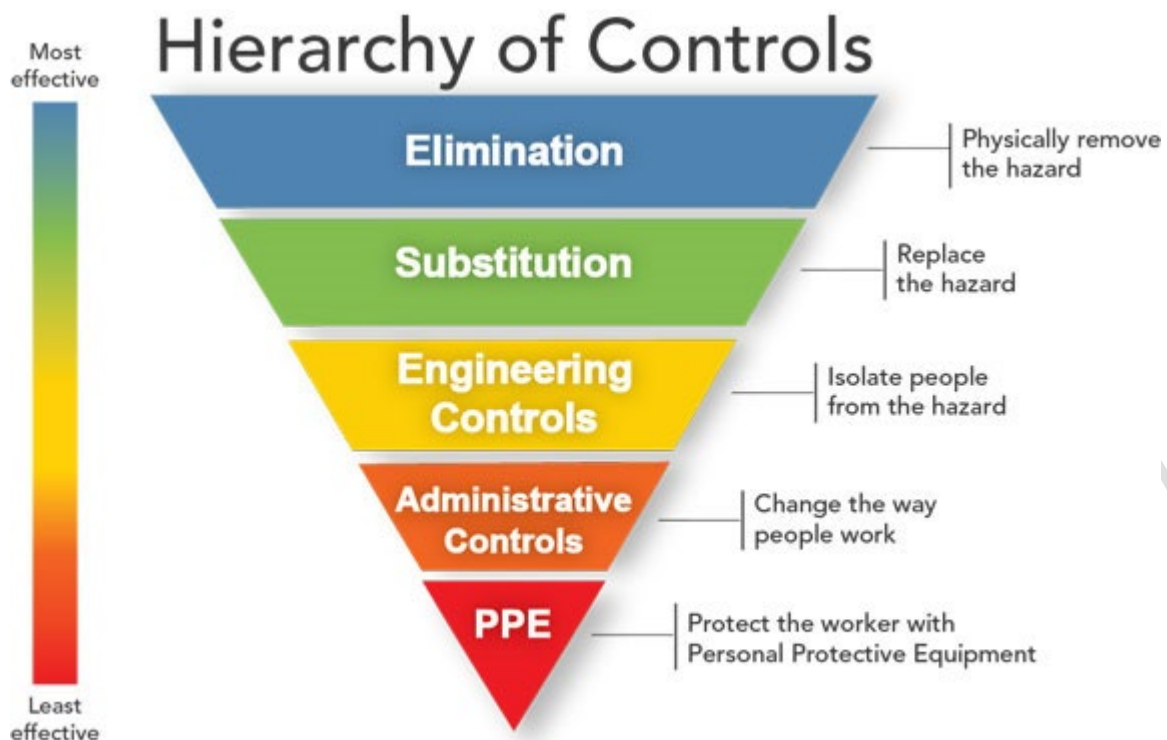 Hierarchy of Controls
Most
effective
Elimination
Physically remove
the hazard
Substitution
Replace
the hazard
Engineering
Controls
Isolate people
from the hazard
Administrative
Controls
Change the way
people work
PPE
Protect the worker with
Personal Protective Equipment
Least
effective